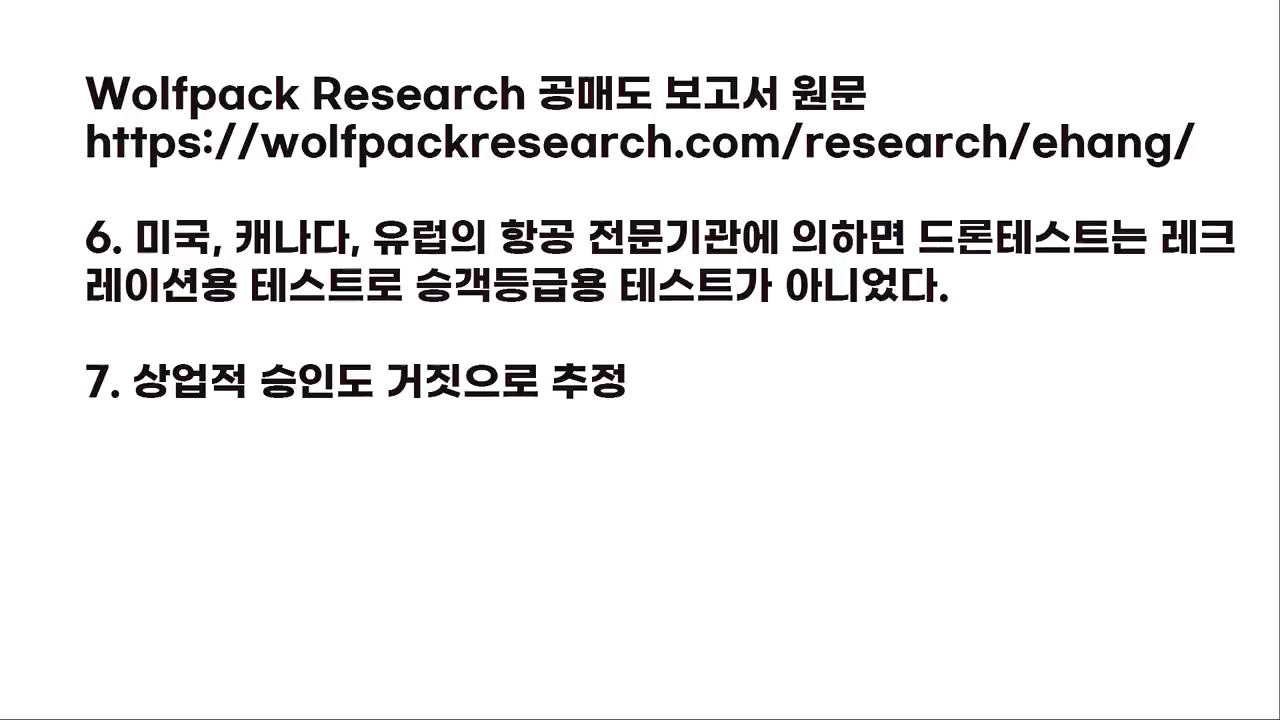 Wolfpack Research 공매도 보고서 원문
https://wolfpackresearch.com/research/ehang/
6. 미국, 캐나다, 유럽의 항공 전문기관에 의하면 드론테스트는 레크
레이션용 테스트로 승객등급용 테스트가 아니었다.
7. 상업적 승인도 거짓으로 추정